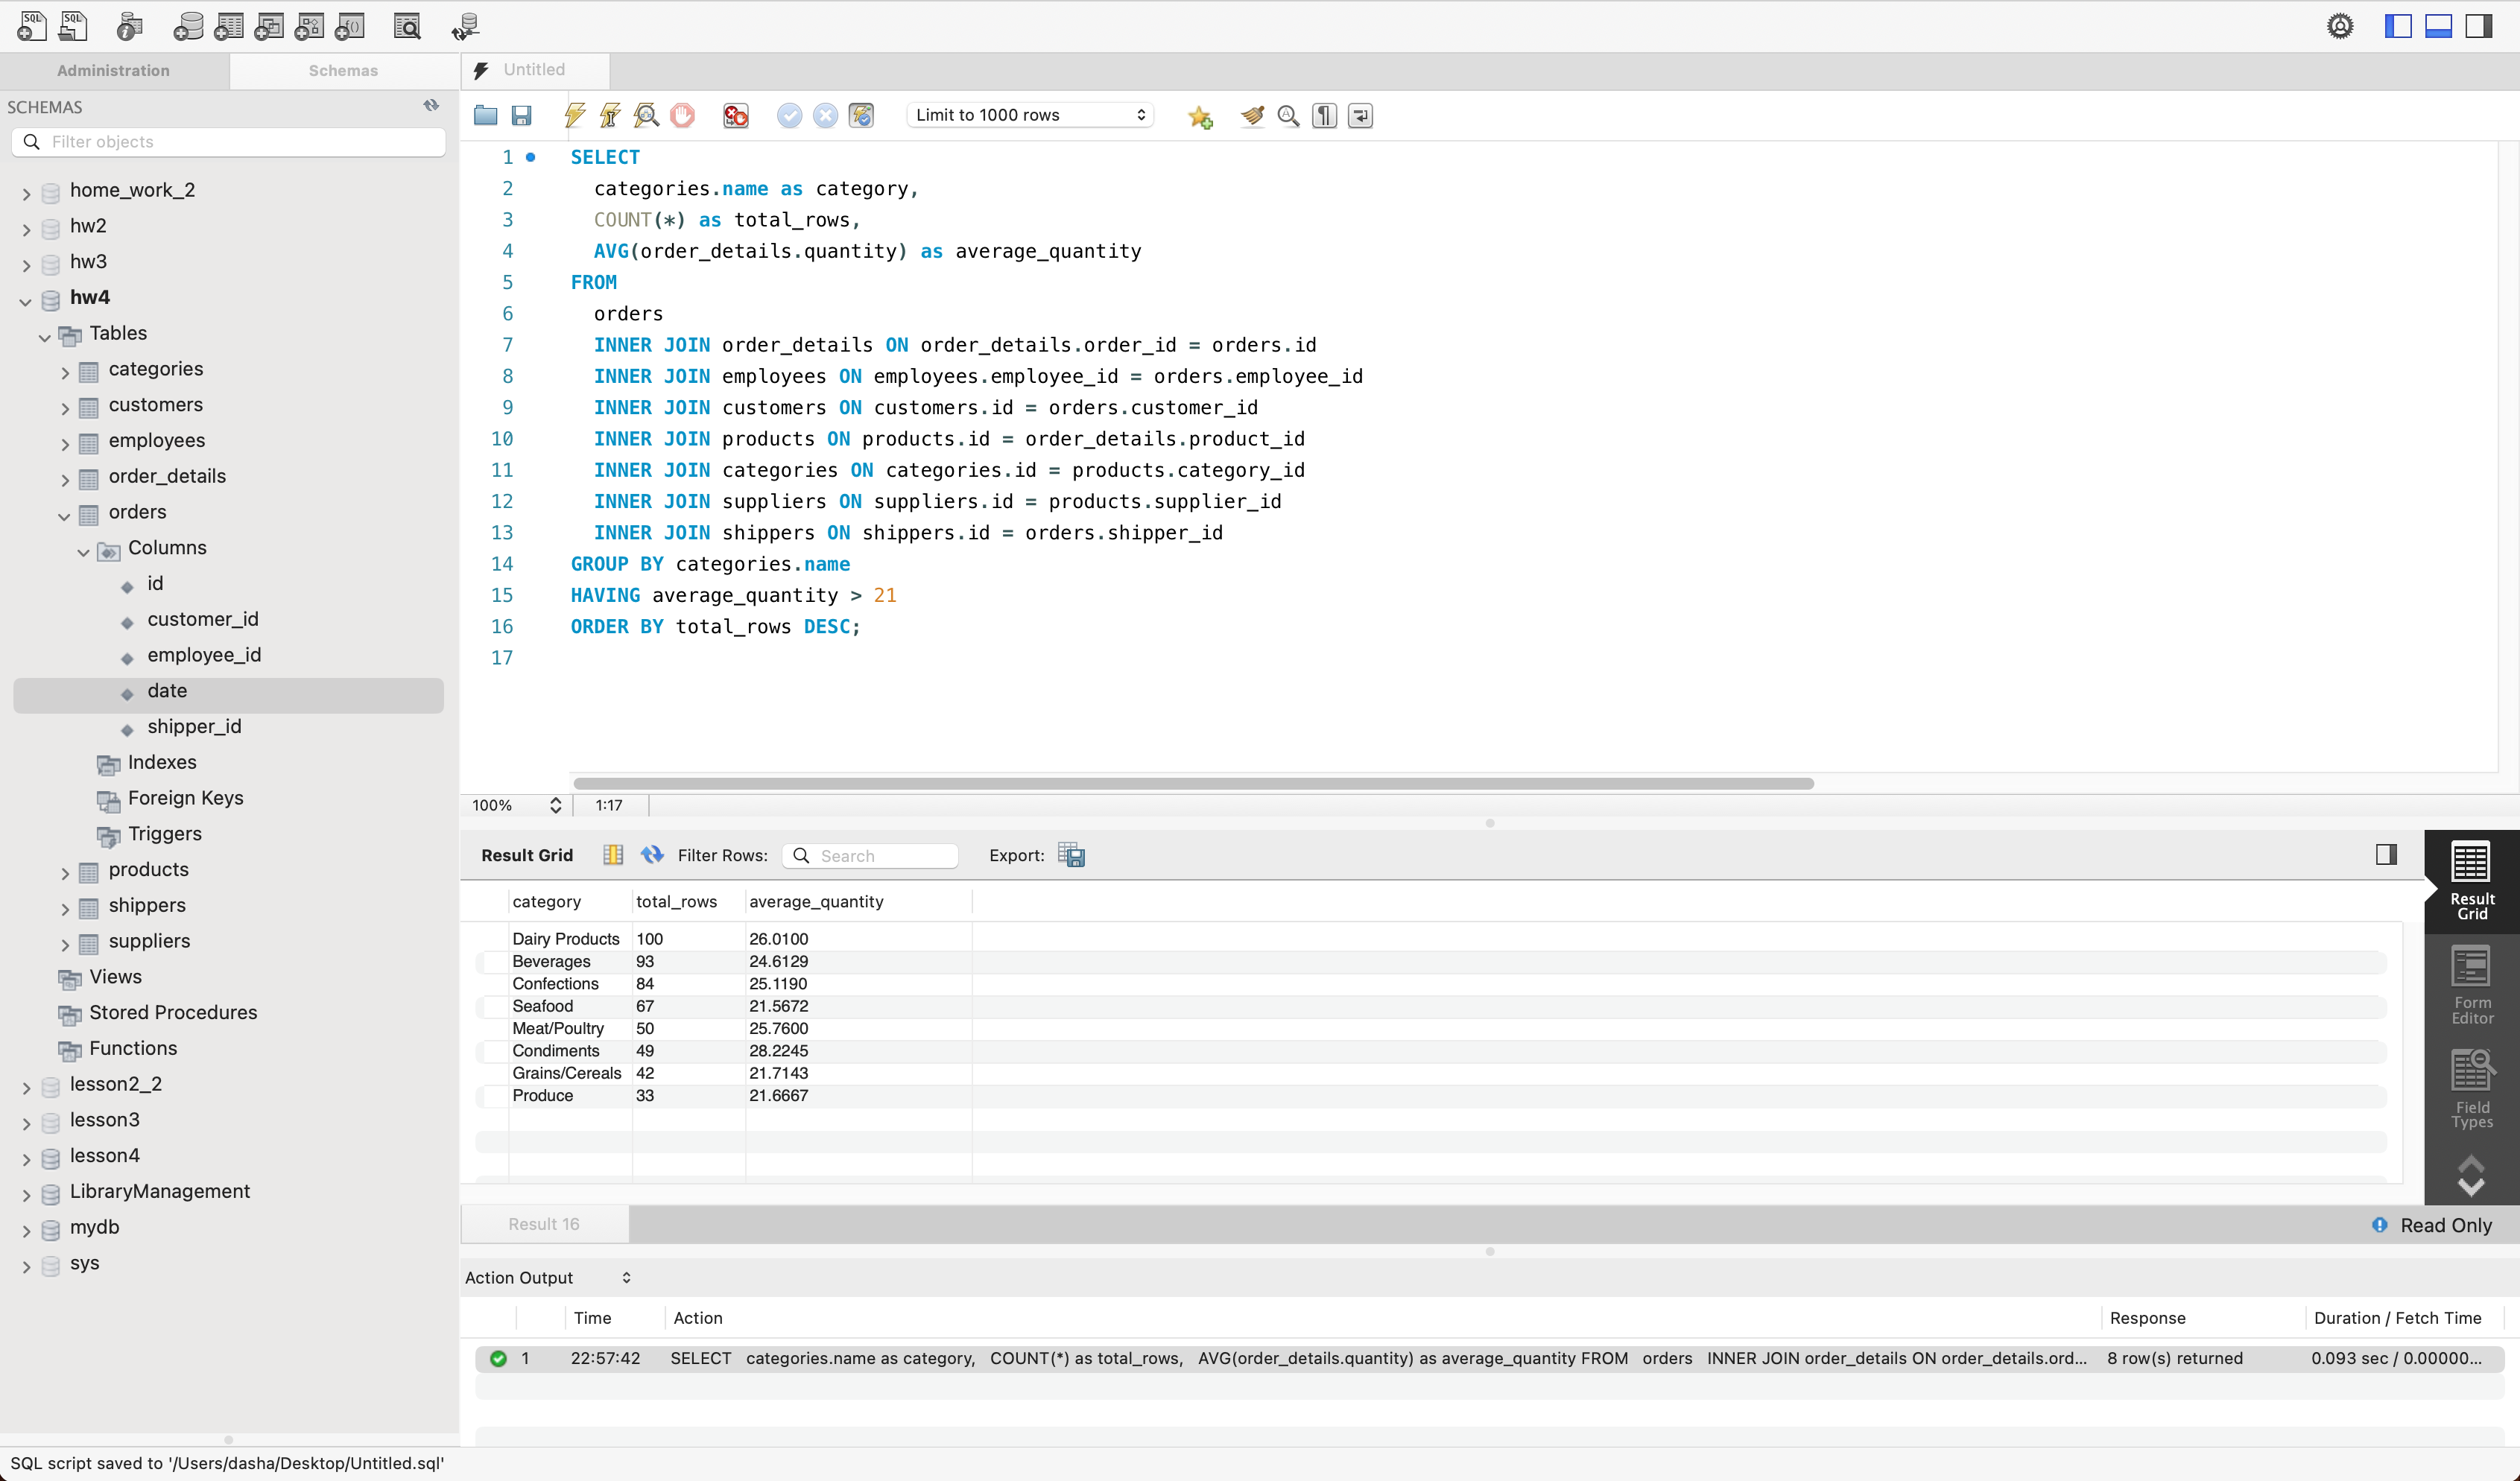 Administration
Schemas
Untitled
SCHEMAS
Filter objects
home_work_2
hw2
hw3
hw4
Tables
categories
customers
employees
order_details
orders
Columns
id
customer_id
employee_id
date
shipper_id
Indexes
Foreign Keys
Triggers
products
shippers
suppliers
Views
Stored Procedures
Functions
lesson2_2
lesson3
lesson4
LibraryManagement
mydb
sys
Limit to 1000 rows
1 SELECT
2 categories.name as category,
3 COUNT(*) as total_rows,
4 AVG(order_details.quantity) as average_quantity
5 FROM
6 orders
7 INNER JOIN order_details ON order_details.order_id = orders.id
8 INNER JOIN employees ON employees.employee_id = orders.employee_id
9 INNER JOIN customers ON customers.id = orders.customer_id
10 INNER JOIN products ON products.id = order_details.product_id
11 INNER JOIN categories ON categories.id = products.category_id
12 INNER JOIN suppliers ON suppliers.id = products.supplier_id
13 INNER JOIN shippers ON shippers.id = orders.shipper_id
14 GROUP BY categories.name
15 HAVING average_quantity > 21
16 ORDER BY total_rows DESC;
17
100% 1:17
Result Grid Filter Rows: Search Export:
category total_rows average_quantity
Dairy Products 100 26.0100
Beverages 93 24.6129
Confections 84 25.1190
Seafood 67 21.5672
Meat/Poultry 50 25.7600
Condiments 49 28.2245
Grains/Cereals 42 21.7143
Produce 33 21.6667
Result
Grid
Form
Editor
Field
Types
Result 16
Read Only
Action Output
Time Action Response Duration / Fetch Time
1 22:57:42 SELECT categories.name as category, COUNT(*) as total_rows, AVG(order_details.quantity) as average_quantity FROM orders INNER JOIN order_details ON order_details.ord... 8 row(s) returned 0.093 sec / 0.00000...
SQL script saved to '/Users/dasha/Desktop/Untitled.sql'